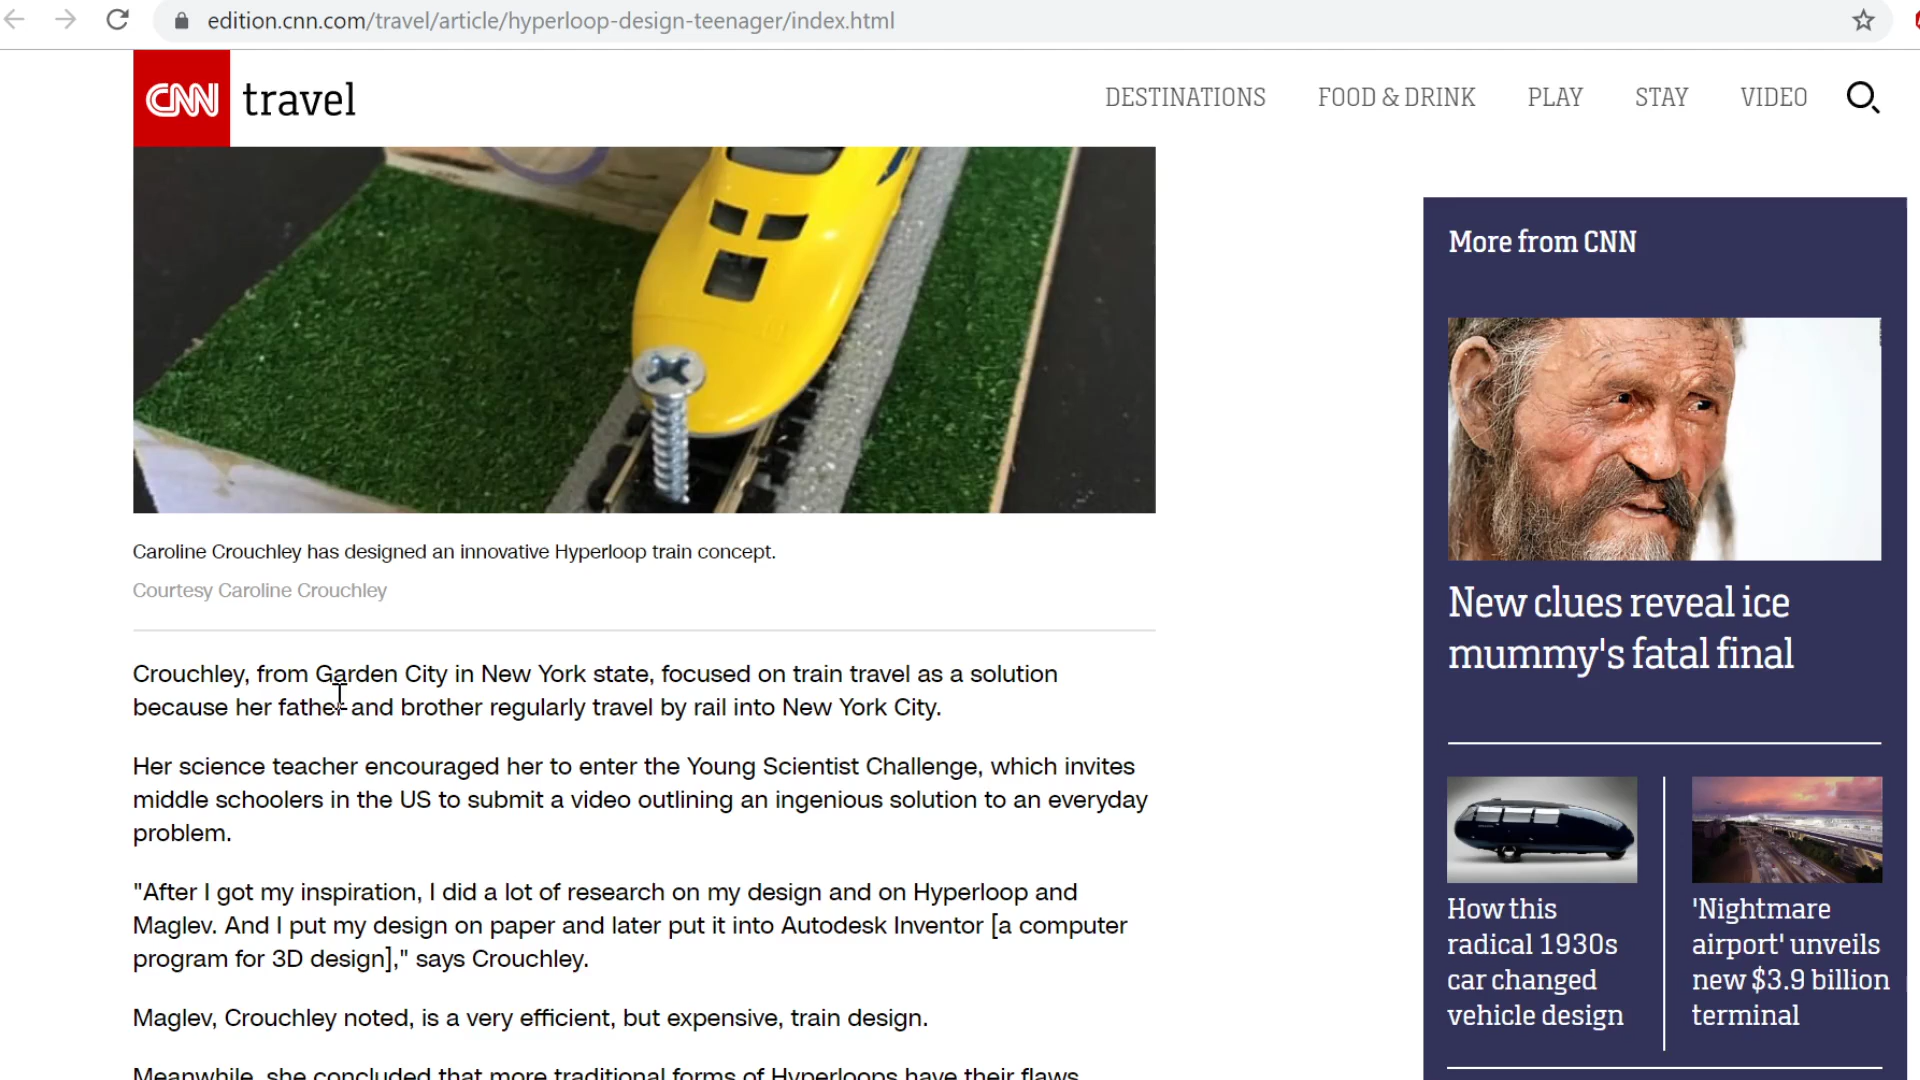 edition.cnn.com/travel/article/hyperloop-design-teenager/index.html
CNN travel
DESTINATIONS FOOD & DRINK PLAY STAY VIDEO
Caroline Crouchley has designed an innovative Hyperloop train concept.
Courtesy Caroline Crouchley
Crouchley, from Garden City in New York state, focused on train travel as a solution
because her father and brother regularly travel by rail into New York City.
Her science teacher encouraged her to enter the Young Scientist Challenge, which invites
middle schoolers in the US to submit a video outlining an ingenious solution to an everyday
problem.
"After I got my inspiration, I did a lot of research on my design and on Hyperloop and
Maglev. And I put my design on paper and later put it into Autodesk Inventor [a computer
program for 3D design]," says Crouchley.
Maglev, Crouchley noted, is a very efficient, but expensive, train design.
Meanwhile, she concluded that more traditional forms of Hyperloops have their flaws
More from CNN
New clues reveal ice
mummy's fatal final
How this
radical 1930s
car changed
vehicle design
'Nightmare
airport' unveils
new $3.9 billion
terminal